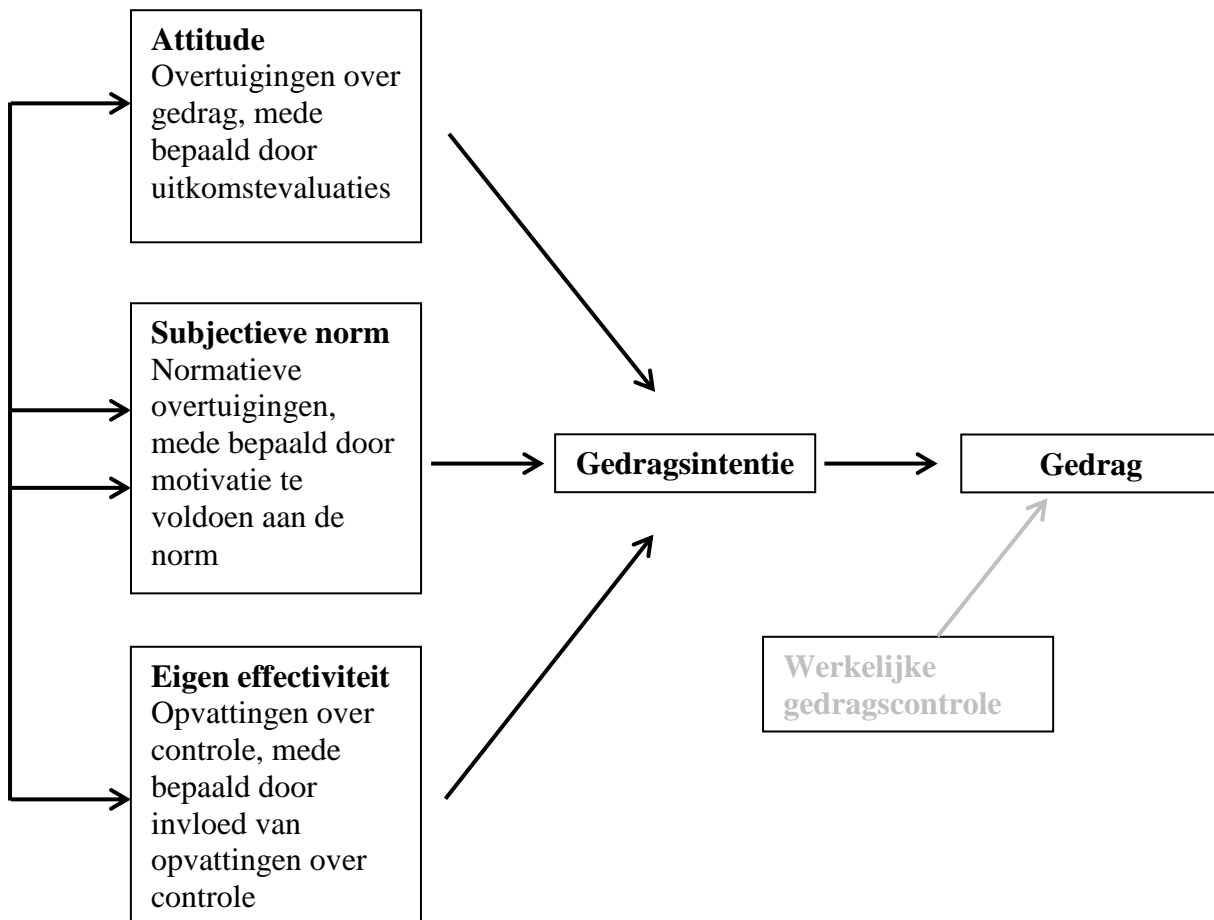 Attitude
Overtuigingen over
gedrag, mede
bepaald door
uitkomstevaluaties
Subjectieve norm
Normatieve
overtuigingen,
mede bepaald door
motivatie te
voldoen aan de
norm
Gedragsintentie
Gedrag
Eigen effectiviteit
Opvattingen over
controle, mede
bepaald door
invloed van
opvattingen over
controle
Werkelijke
gedragscontrole